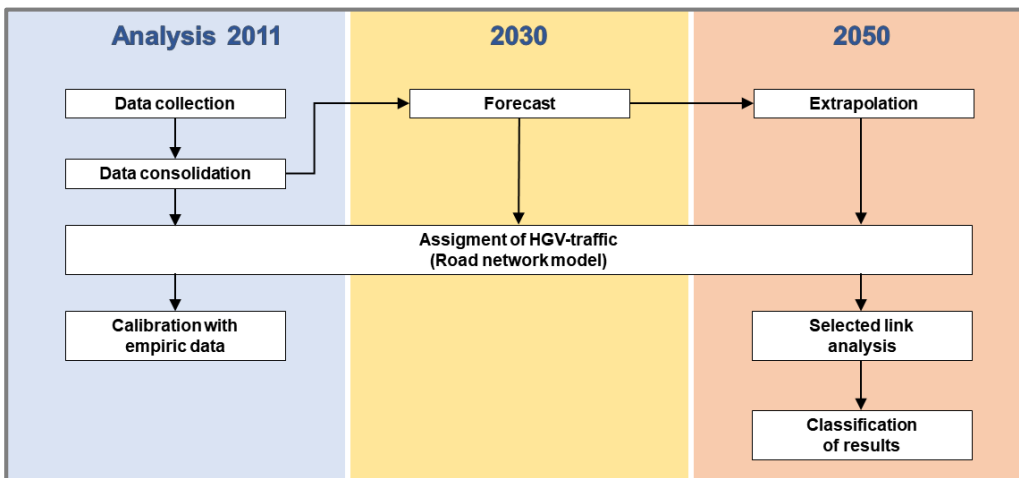 Analysis 2011
2030
2050
Data collection
Forecast
Extrapolation
Data consolidation
Assigment of HGV-traffic
(Road network model)
Calibration with
empiric data
Selected link
analysis
Classification
of results